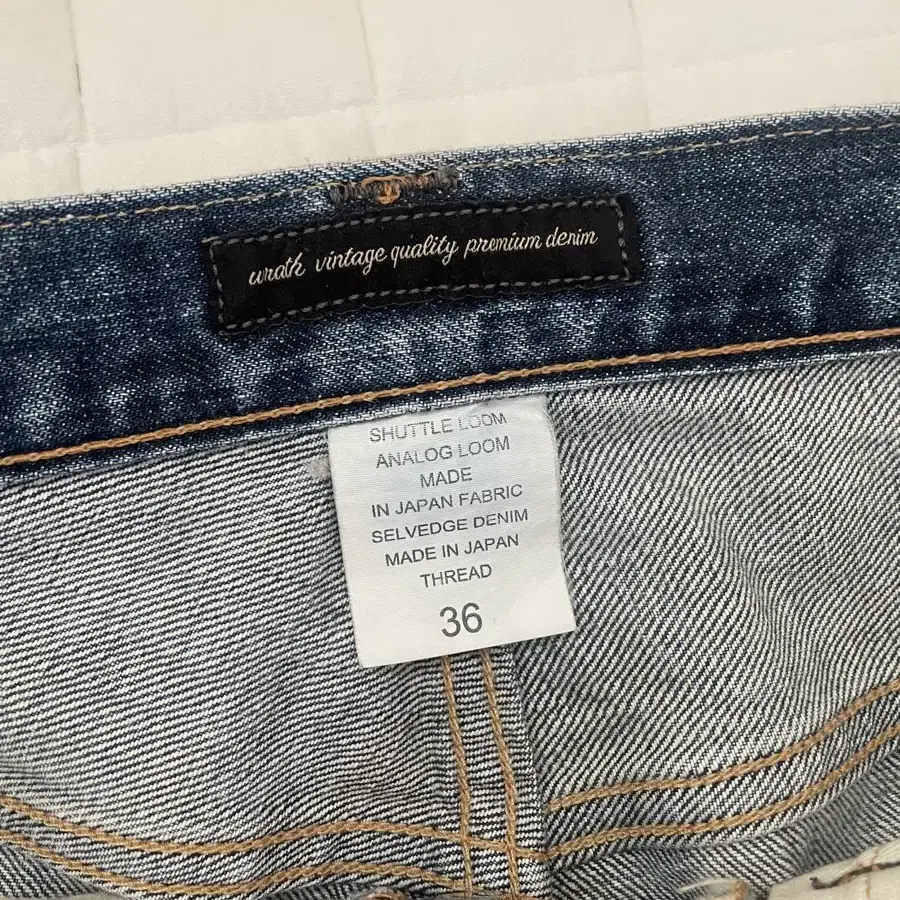 wrath vintage quality premium denim
SHUTTLE LOOM
ANALOG LOOM
MADE
IN JAPAN FABRIC
SELVEDGE DENIM
MADE IN JAPAN
THREAD
36